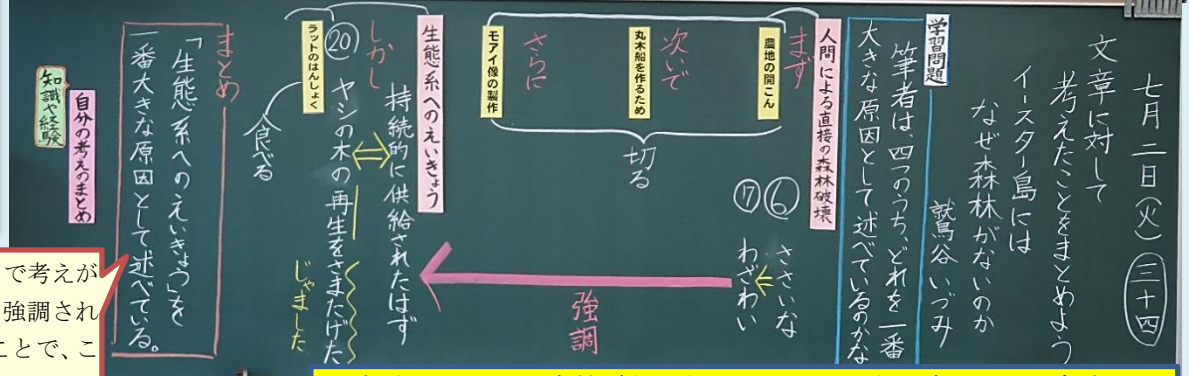 七月二日(火)
三十四
文章に対して
考えたことをまとめよう
イースター島には
なぜ森林がないのか
鷲鳥谷いづみ
学習問題
筆者は、四つのうち、どれを一番
大きな原因として述べているのかな
人間による直接の森林破壊
まず
農地の開こん
次いで
丸木船を作るため
さらに
モアイ像の製作
切る
⑥
⑰
ささいな
わざわい
強調
生態系へのえいきょう
持続的に供給されたはず
しかし
⑳
ヤシの木の再生をさまたげた
じゃました
ラットのはんしょく
食べる
まとめ
「生態系へのえいきょう」を
一番大きな原因として述べている。
自分の考えのまとめ
知識や経験
で考えが
強調され
ことで、こ